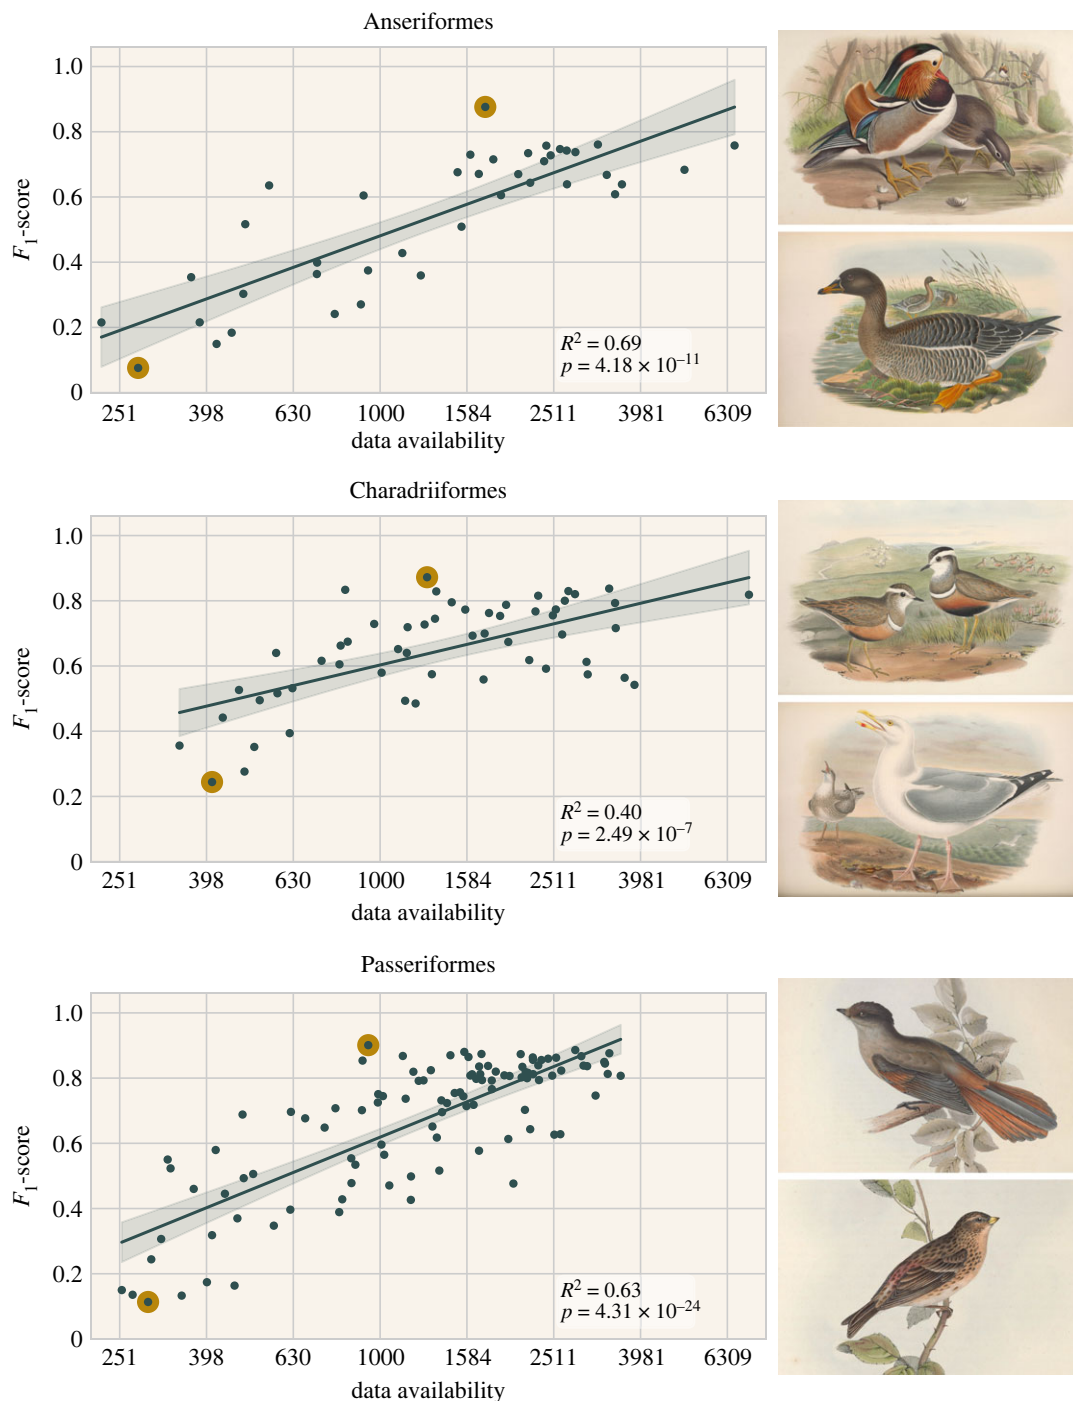 Anseriformes
1.0
0.8
0.6
0.4
0.2
0
F1-score
R2 = 0.69
p = 4.18 × 10–11
251 398 630 1000 1584 2511 3981 6309
data availability
Charadriiformes
1.0
0.8
0.6
0.4
0.2
0
F1-score
R2 = 0.40
p = 2.49 × 10–7
251 398 630 1000 1584 2511 3981 6309
data availability
Passeriformes
1.0
0.8
0.6
0.4
0.2
0
F1-score
R2 = 0.63
p = 4.31 × 10–24
251 398 630 1000 1584 2511 3981 6309
data availability